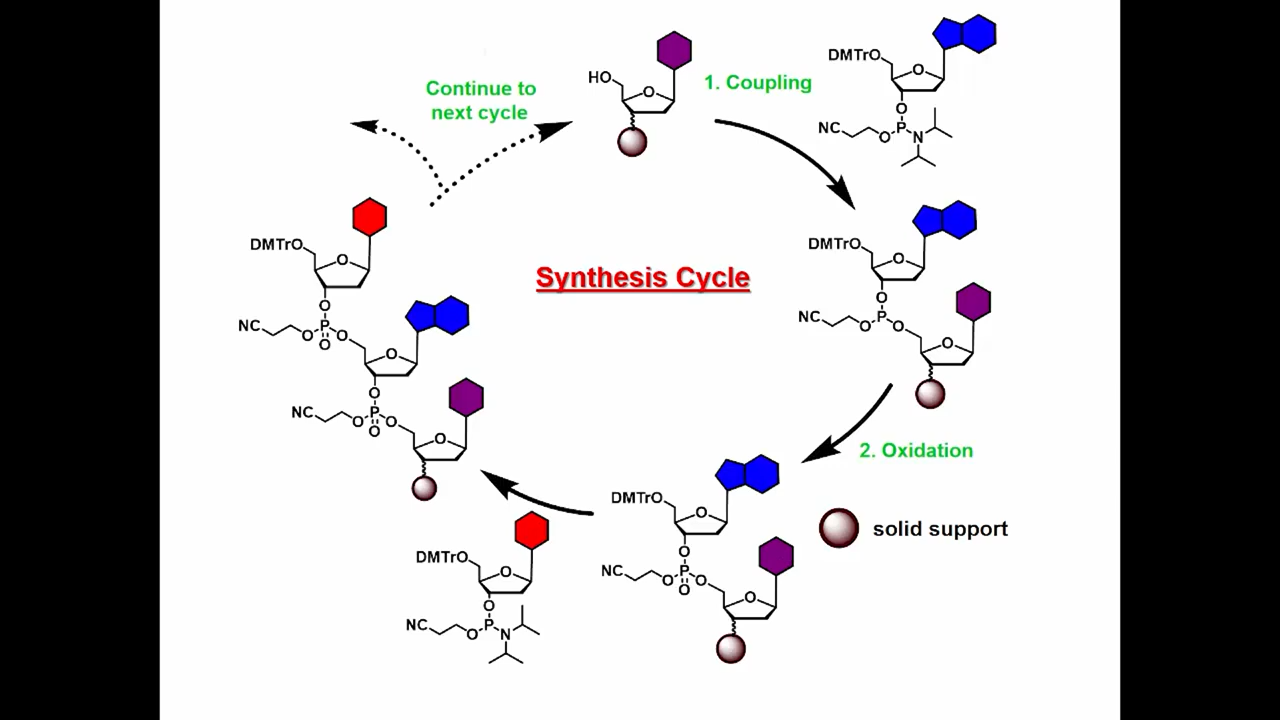 Continue to
next cycle
HO
O
1. Coupling
DMTrO
O
O
NC
O
P
N
DMTrO
O
O
NC
O
P
O
O
Synthesis Cycle
DMTrO
O
O
NC
O
P
O
O
O
O
NC
O
P
O
O
O
2. Oxidation
DMTrO
O
O
NC
O
P
O
O
O
solid support
DMTrO
O
O
NC
O
P
N